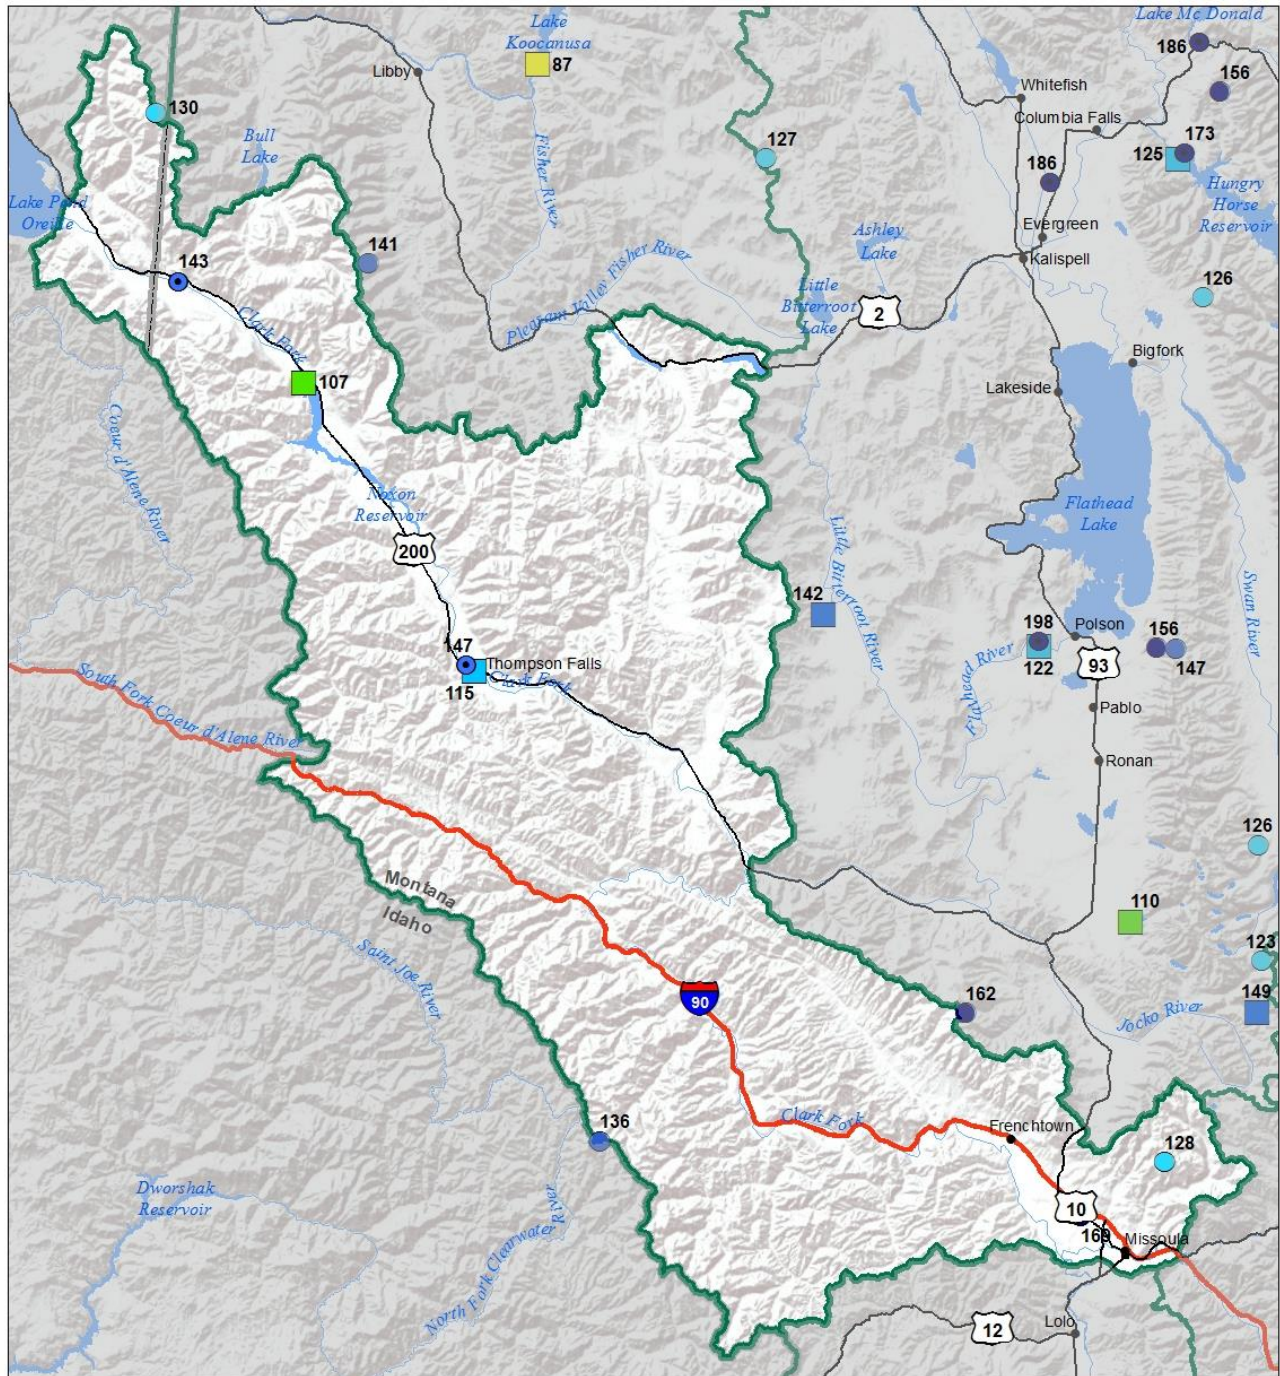 Lake Mc Donald
186
156
Lake
Koocanusa
87
Libby
Whitefish
Columbia Falls
130
Bull
Lake
127
173
125
186
Fisher River
Hungry
Horse
Reservoir
Lake Pend
Oreille
Evergreen
Ashley
Lake
141
143
Kalispell
Pleasant Valley Fisher River
Little
Bitterroot
Lake
126
2
Clark Fork
Bigfork
107
Lakeside
Coeur d'Alene River
Noxon
Reservoir
Flathead
Lake
200
Little Bitterroot River
Swan River
142
198
Polson
156
147
Thompson Falls
122
93
147
115
Clark Fork
Flathead River
South Fork Coeur d'Alene River
Pablo
Ronan
126
Montana
Idaho
110
123
Saint Joe River
162
149
90
Jocko River
136
Clark Fork
Frenchtown
128
Dworshak
Reservoir
North Fork Clearwater River
10
169
Missoula
12
Lolo